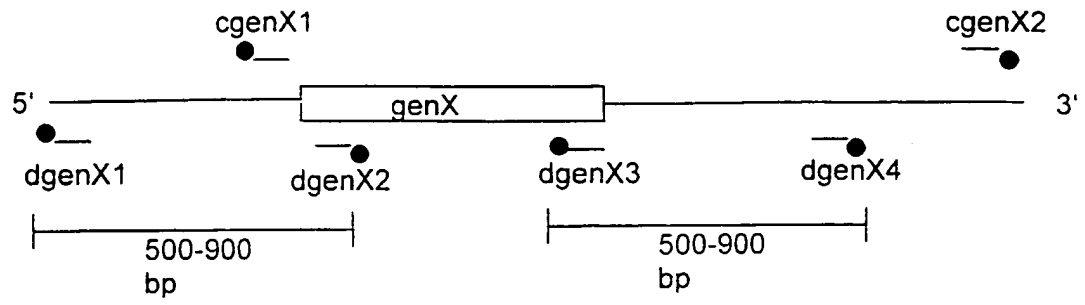 cgenX1
cgenX2
5'
genX
3'
dgenX1
dgenX2
dgenX3
dgenX4
500-900
bp
500-900
bp